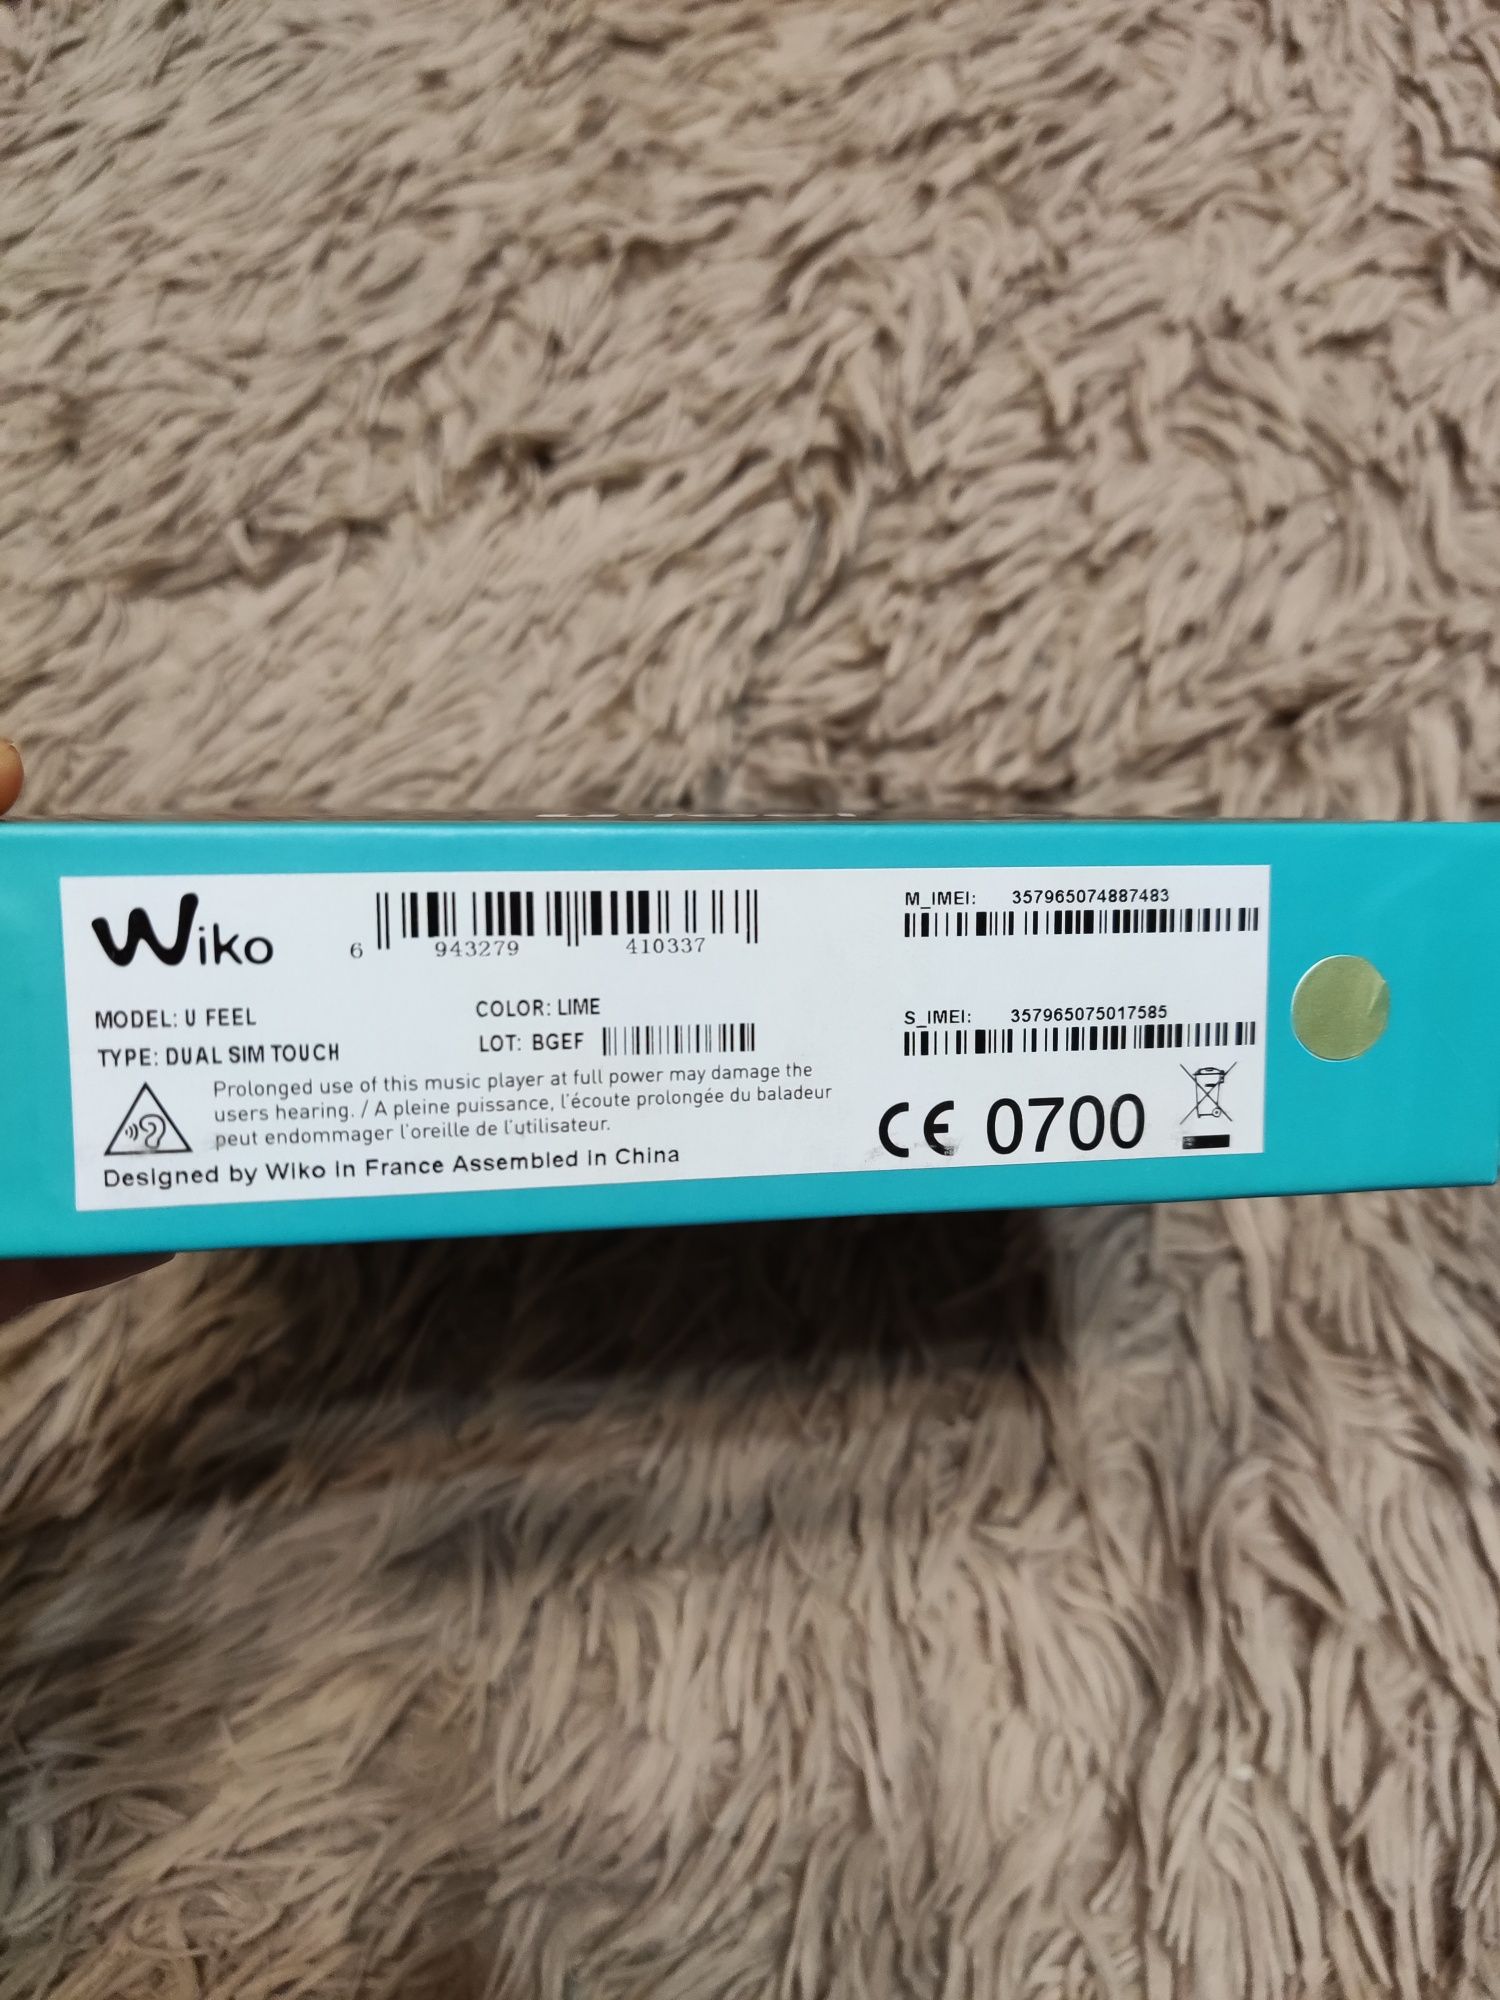 Wiko
6 943279 410337
MODEL: U FEEL
COLOR: LIME
TYPE: DUAL SIM TOUCH
LOT: BGEF
Prolonged use of this music player at full power may damage the
users hearing. / A pleine puissance, l'écoute prolongée du baladeur
peut endommager l'oreille de l'utilisateur.
Designed by Wiko In France Assembled in China
M_IMEI: 357965074887483
S_IMEI: 357965075017585
CE 0700